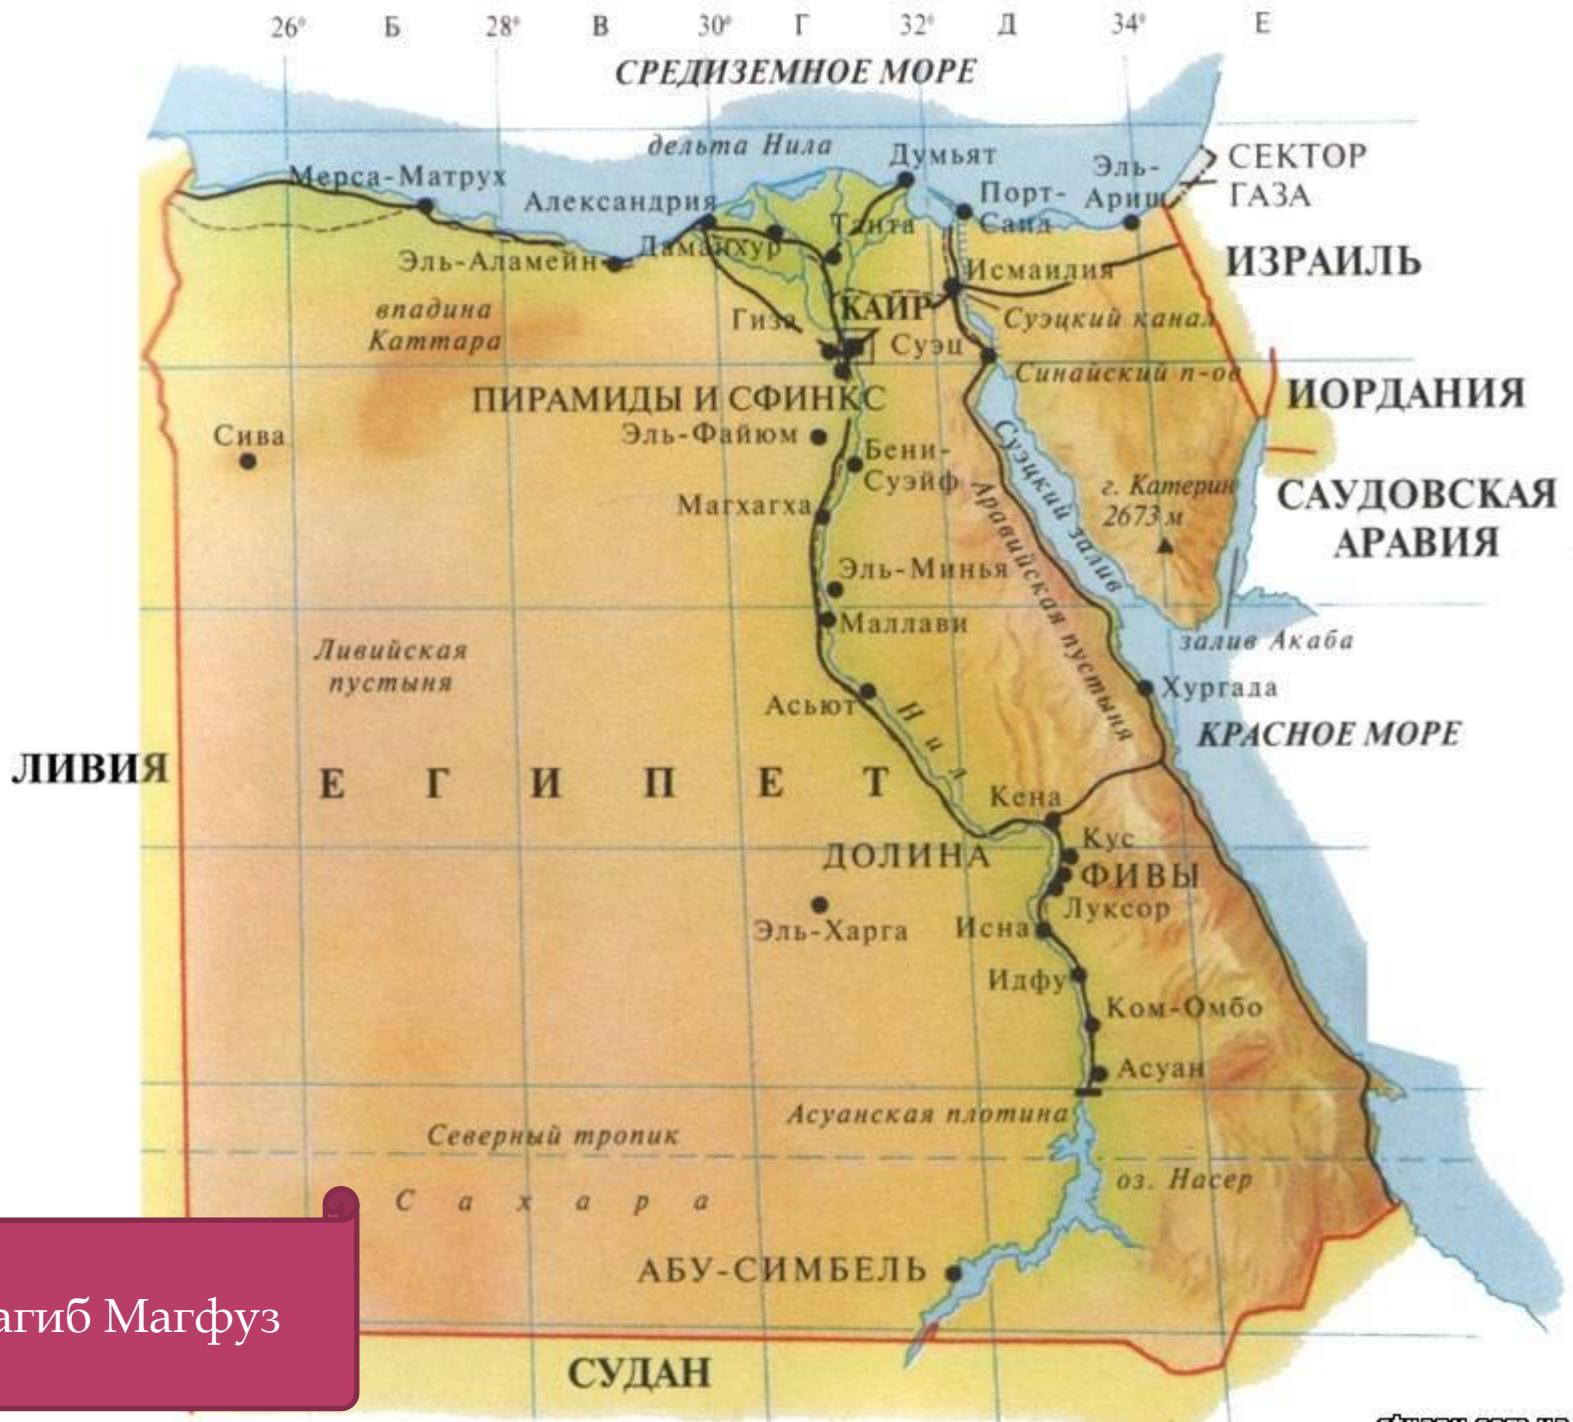 26° Б 28° В 30° Г 32° Д 34° Е
СРЕДИЗЕМНОЕ МОРЕ
дельта Нила
Думьят
Эль-
Ариш
СЕКТОР
ГАЗА
Мерса-Матрух
Александрия
Порт-
Саид
Танта
Даманхур
Эль-Аламейн
ИЗРАИЛЬ
Исмаилия
впадина
Каттара
Гиза
КАИР
Суэцкий канал
Суэц
Синайский п-ов
ПИРАМИДЫ И СФИНКС
ИОРДАНИЯ
Сива
Эль-Файюм
Бени-
Суэйф
Суэцкий залив
г. Катерин
2673 м
САУДОВСКАЯ
АРАВИЯ
Магхагха
Аравийская пустыня
Эль-Минья
Маллави
Ливийская
пустыня
залив Акаба
Асьют
Нил
Хургада
КРАСНОЕ МОРЕ
ЛИВИЯ
ЕГИПЕТ
Кена
Кус
ДОЛИНА
ФИВЫ
Луксор
Эль-Харга
Исна
Идфу
Ком-Омбо
Асуан
Асуанская плотина
Северный тропик
оз. Насер
Сахара
АБУ-СИМБЕЛЬ
агиб Магфуз
СУДАН